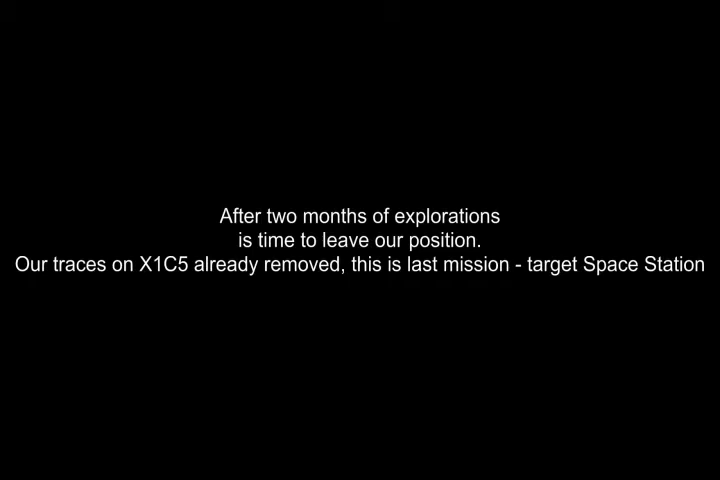 After two months of explorations
is time to leave our position.
Our traces on X1C5 already removed, this is last mission - target Space Station